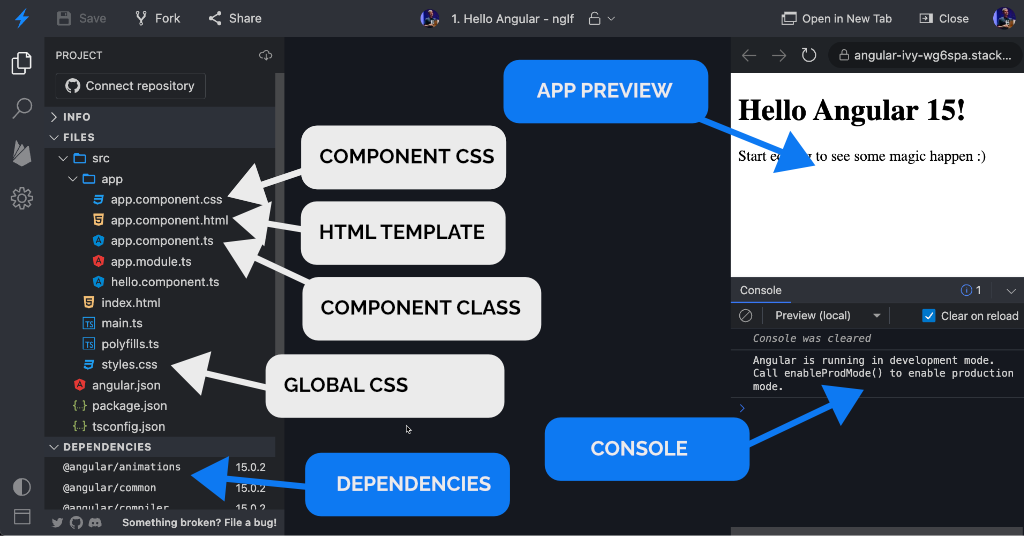 Save
Fork
Share
1. Hello Angular - nglf
Open in New Tab
Close
PROJECT
Connect repository
INFO
FILES
src
app
app.component.css
app.component.html
app.component.ts
app.module.ts
hello.component.ts
index.html
main.ts
polyfills.ts
styles.css
angular.json
package.json
tsconfig.json
DEPENDENCIES
@angular/animations 15.0.2
@angular/common 15.0.2
@angular/compiler 15.0.2
Something broken? File a bug!
COMPONENT CSS
HTML TEMPLATE
COMPONENT CLASS
GLOBAL CSS
DEPENDENCIES
APP PREVIEW
CONSOLE
angular-ivy-wg6spa.stack...
Hello Angular 15!
Start to see some magic happen :)
Console
1
Preview (local)
Clear on reload
Console was cleared
Angular is running in development mode.
Call enableProdMode() to enable production
mode.